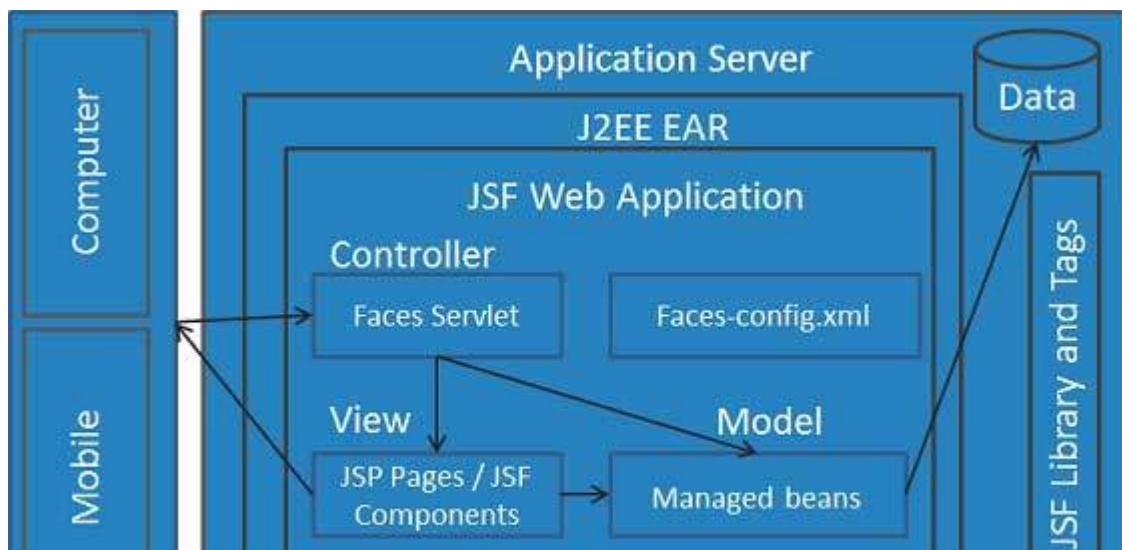 Computer
Mobile
Application Server
Data
J2EE EAR
JSF Web Application
Controller
Faces Servlet
Faces-config.xml
View
Model
JSP Pages / JSF
Components
Managed beans
JSF Library and Tags